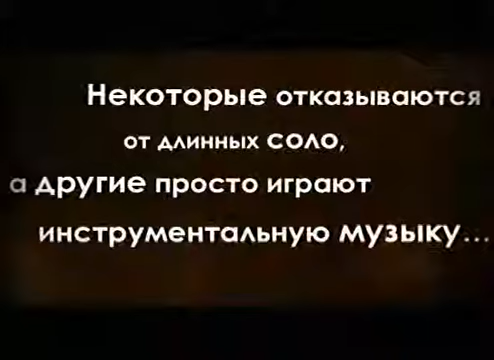 Некоторые отказываются
от длинных соло,
а другие просто играют
инструментальную музыку...